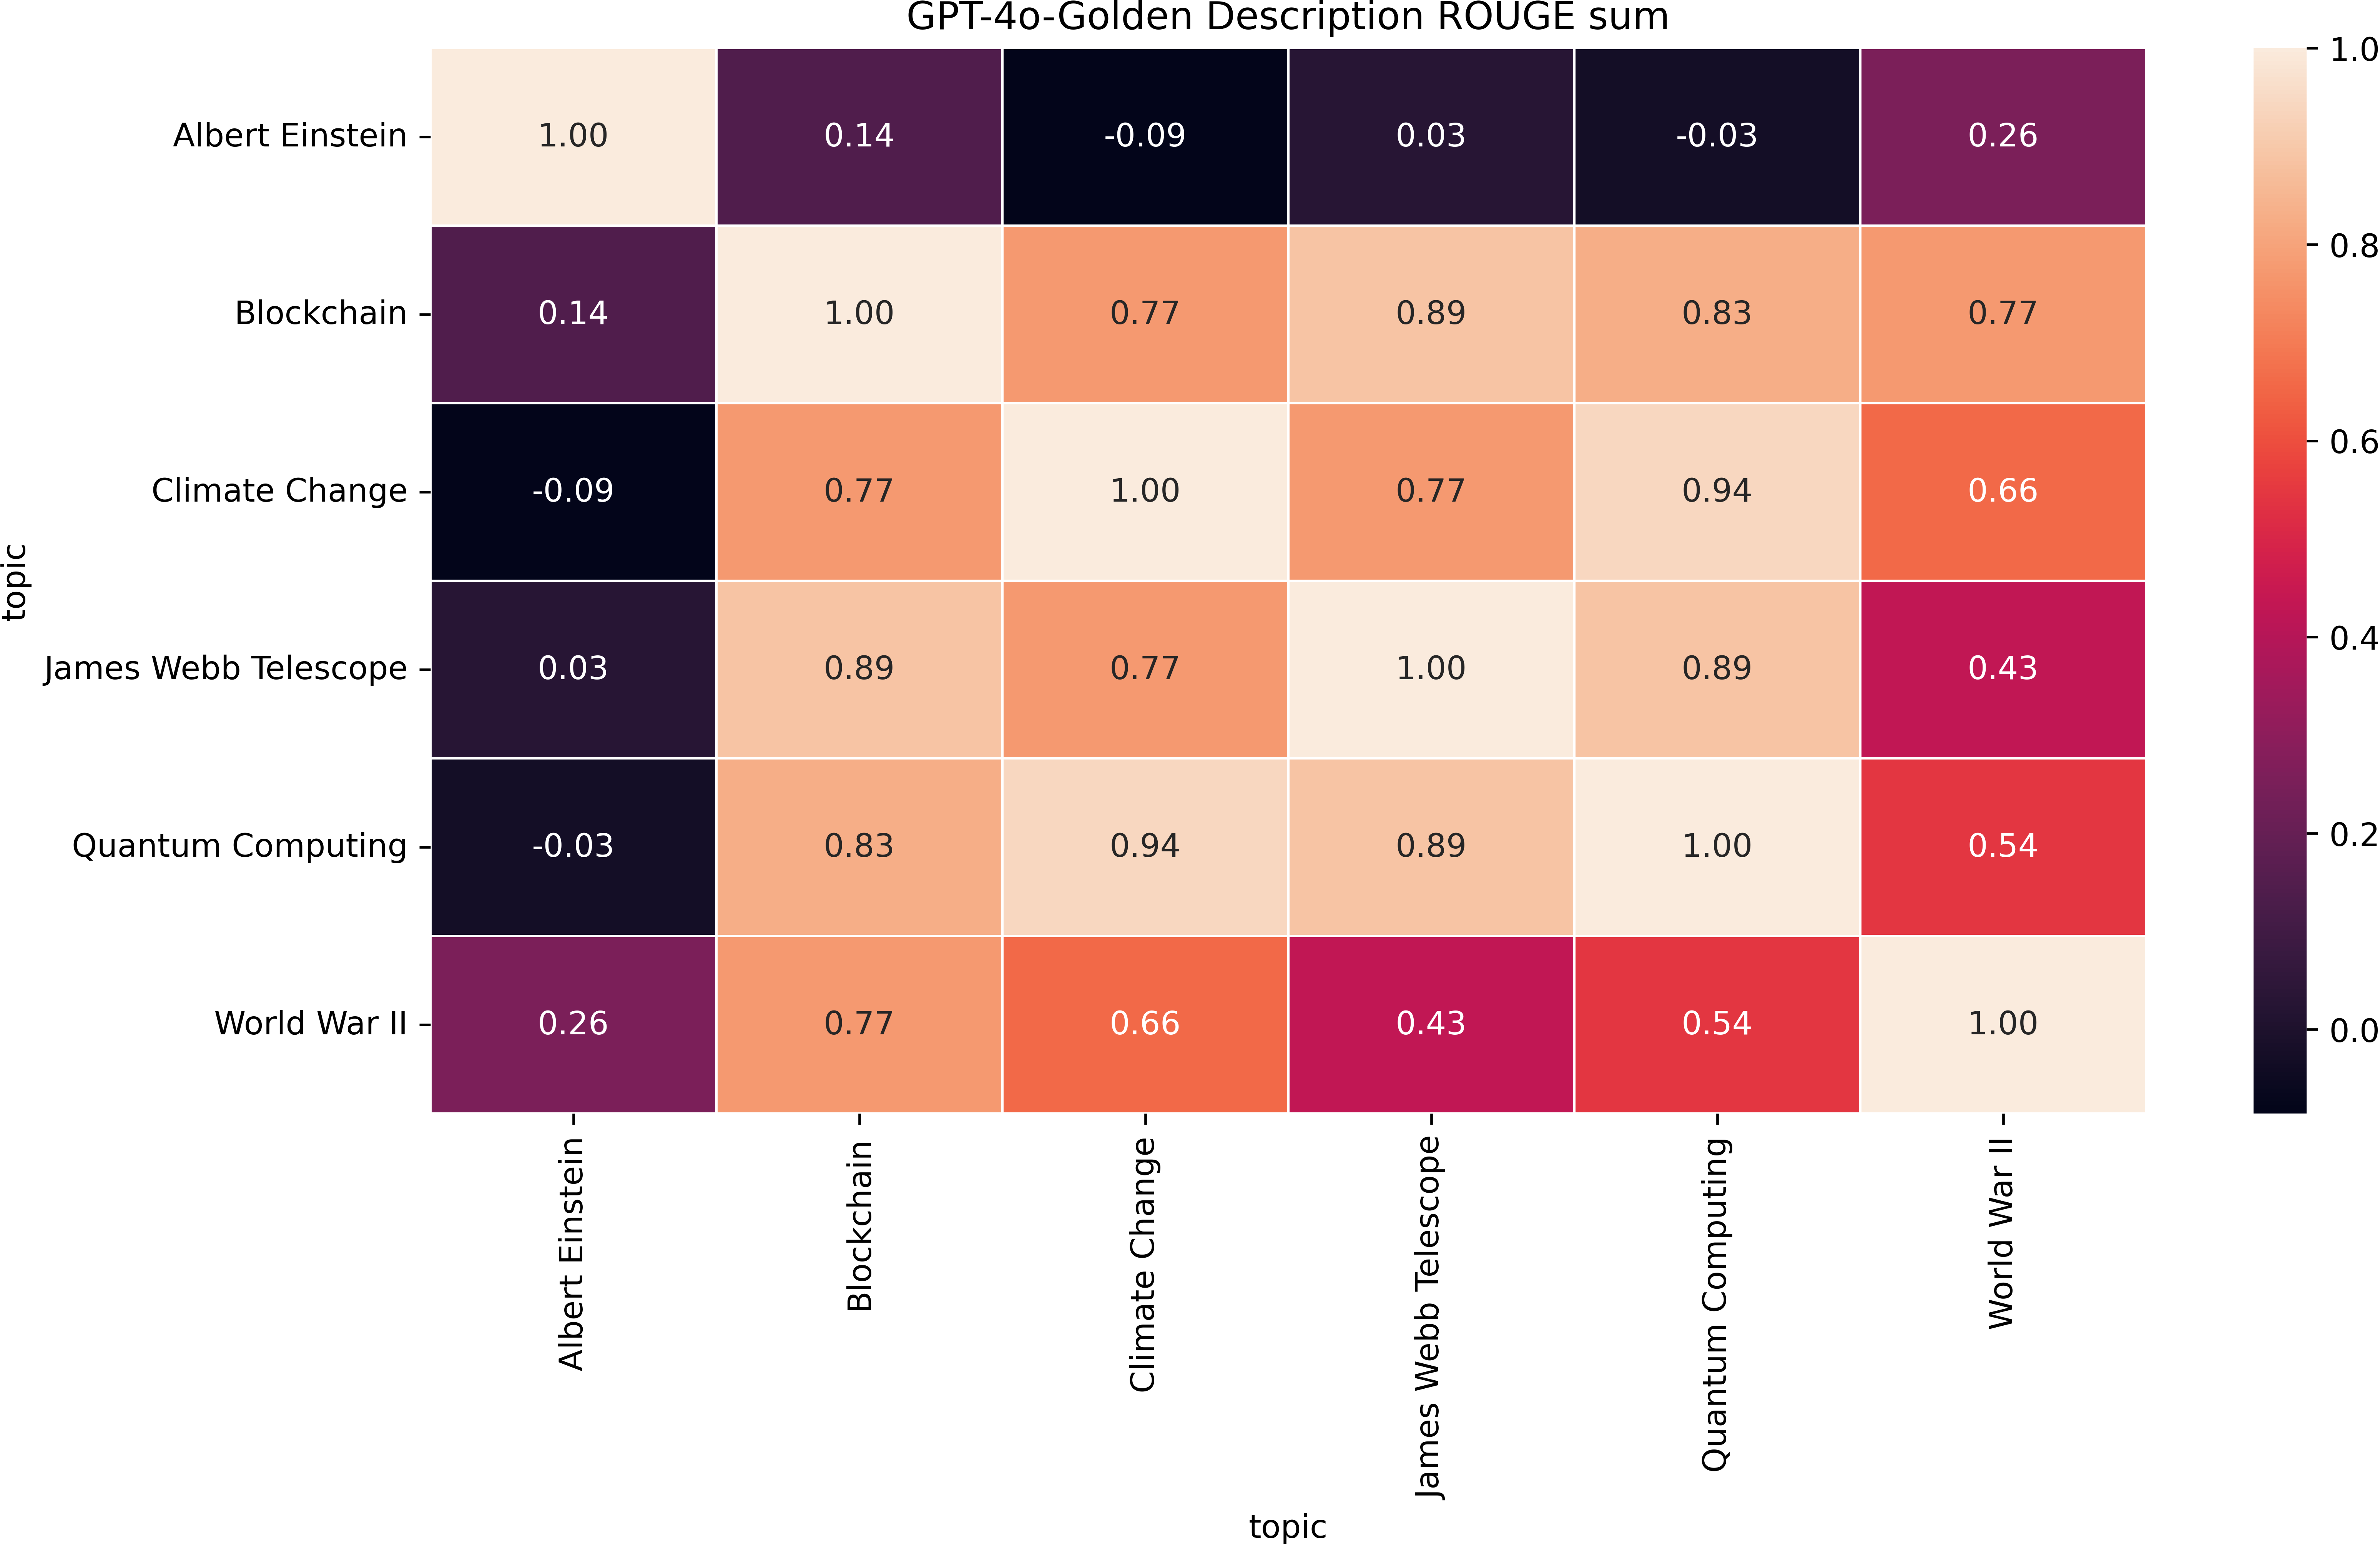 GPT-4o-Golden Description ROUGE sum
Albert Einstein 1.00 0.14 -0.09 0.03 -0.03 0.26
Blockchain 0.14 1.00 0.77 0.89 0.83 0.77
Climate Change -0.09 0.77 1.00 0.77 0.94 0.66
James Webb Telescope 0.03 0.89 0.77 1.00 0.89 0.43
Quantum Computing -0.03 0.83 0.94 0.89 1.00 0.54
World War II 0.26 0.77 0.66 0.43 0.54 1.00
topic
Albert Einstein
Blockchain
Climate Change
James Webb Telescope
Quantum Computing
World War II
topic
1.0
0.8
0.6
0.4
0.2
0.0